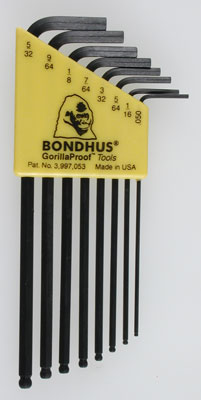 5/32 9/64 1/8 7/64 3/32 5/64 1/16 .050
BONDHUS®
GorillaProof™ Tools
Pat. No. 3,997,053 Made in USA